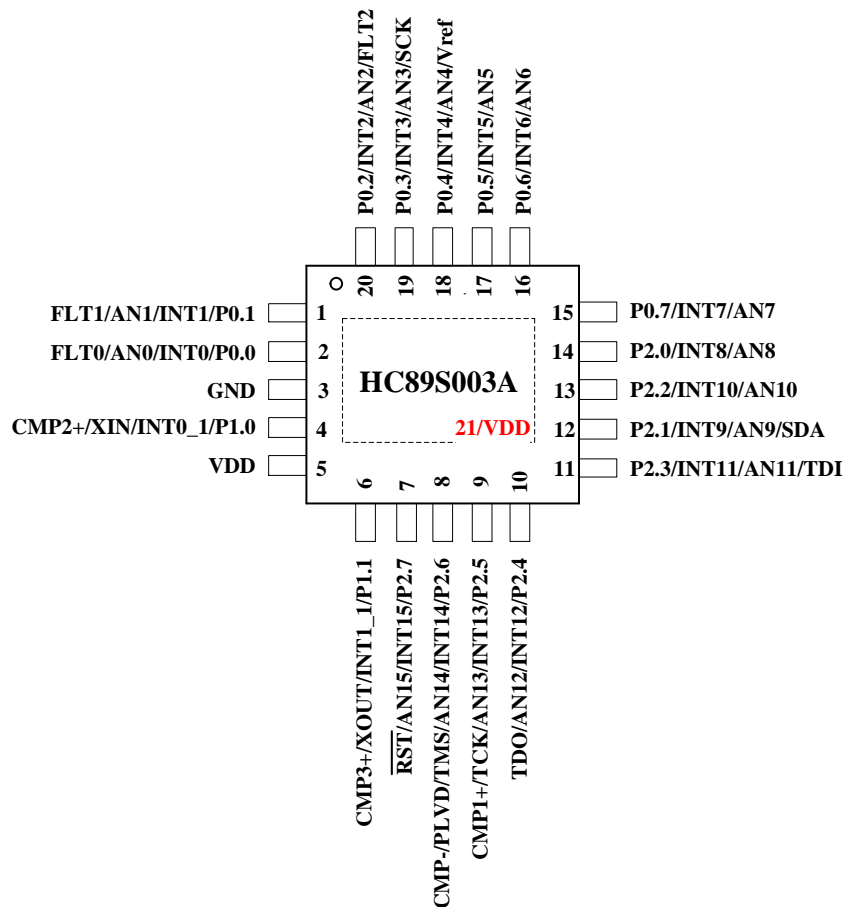 P0.2/INT2/AN2/FLT2
P0.3/INT3/AN3/SCK
P0.4/INT4/AN4/Vref
P0.5/INT5/AN5
P0.6/INT6/AN6
20
19
18
17
16
FLT1/AN1/INT1/P0.1
1
15
P0.7/INT7/AN7
FLT0/AN0/INT0/P0.0
2
14
P2.0/INT8/AN8
GND
3
HC89S003A
13
P2.2/INT10/AN10
CMP2+/XIN/INT0_1/P1.0
4
21/VDD
12
P2.1/INT9/AN9/SDA
VDD
5
11
P2.3/INT11/AN11/TDI
6
7
8
9
10
CMP3+/XOUT/INT1_1/P1.1
RST/AN15/INT15/P2.7
CMP-/PLVD/TMS/AN14/INT14/P2.6
CMP1+/TCK/AN13/INT13/P2.5
TDO/AN12/INT12/P2.4